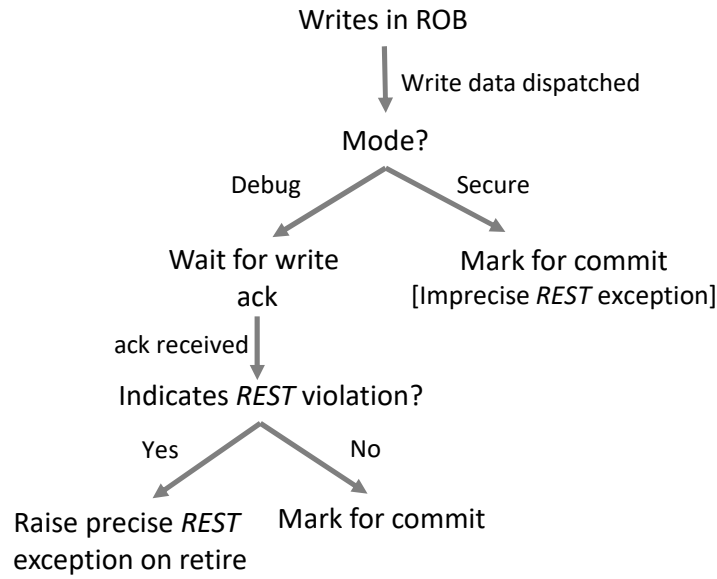 Writes in ROB
Write data dispatched
Mode?
Debug
Secure
Wait for write
ack
Mark for commit
[Imprecise REST exception]
ack received
Indicates REST violation?
Yes
No
Raise precise REST
exception on retire
Mark for commit